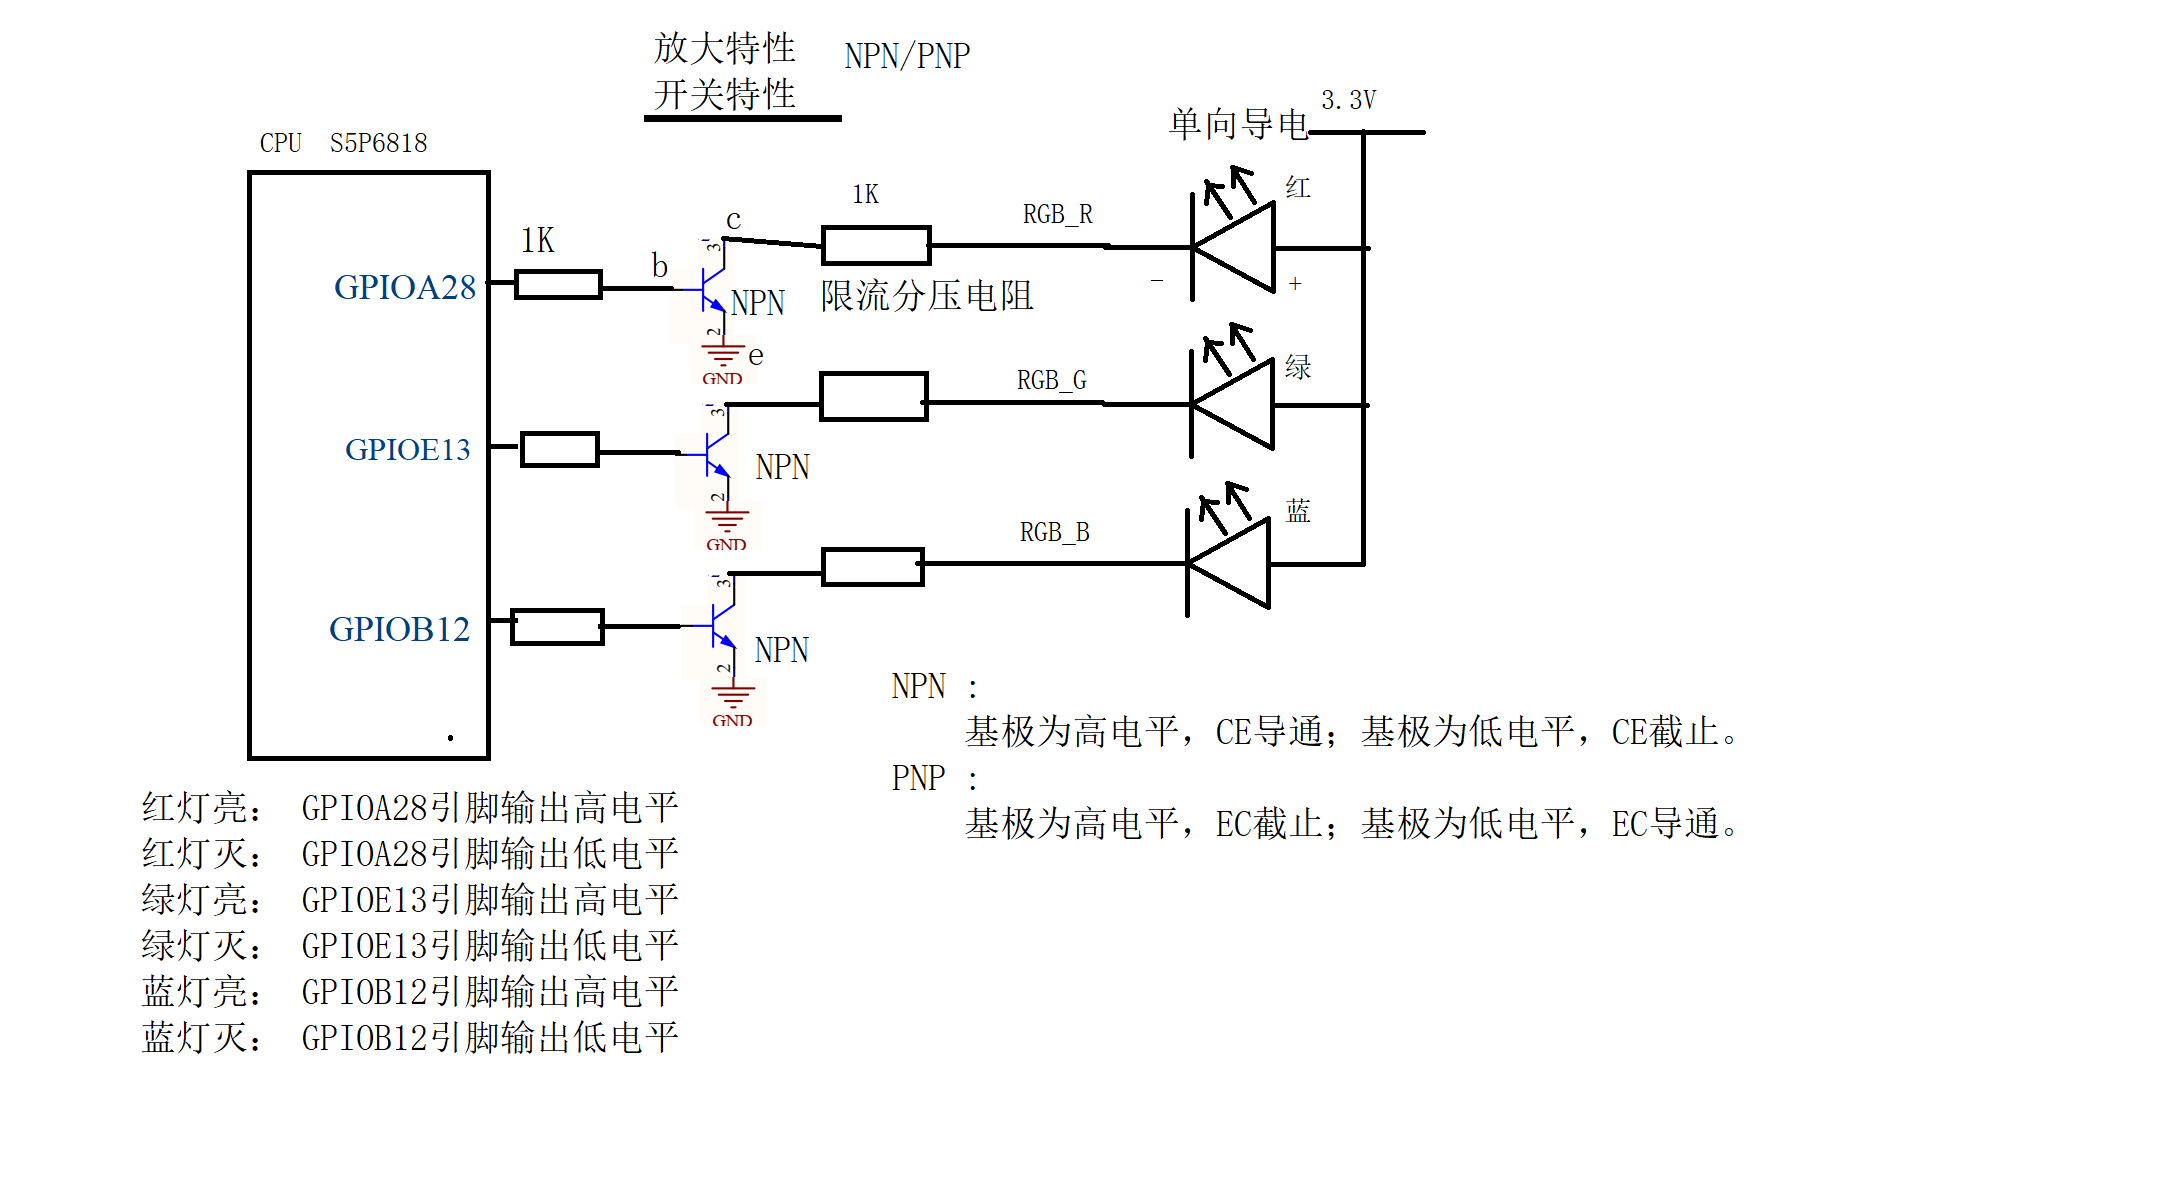 放大特性 NPN/PNP
开关特性
3.3V
单向导电
CPU S5P6818
1K
红
c
RGB_R
1K
b
3
GPIOA28
NPN
限流分压电阻
- +
2
e
GND
绿
RGB_G
3
GPIOE13
NPN
2
GND
蓝
RGB_B
3
GPIOB12
NPN
2
GND
NPN :
基极为高电平，CE导通；基极为低电平，CE截止。
PNP :
基极为高电平，EC截止；基极为低电平，EC导通。
红灯亮： GPIOA28引脚输出高电平
红灯灭： GPIOA28引脚输出低电平
绿灯亮： GPIOE13引脚输出高电平
绿灯灭： GPIOE13引脚输出低电平
蓝灯亮： GPIOB12引脚输出高电平
蓝灯灭： GPIOB12引脚输出低电平